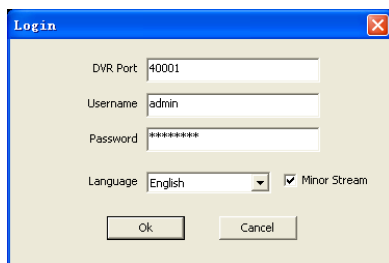 Login
DVR Port 40001
Username admin
Password ********
Language English Minor Stream
Ok Cancel